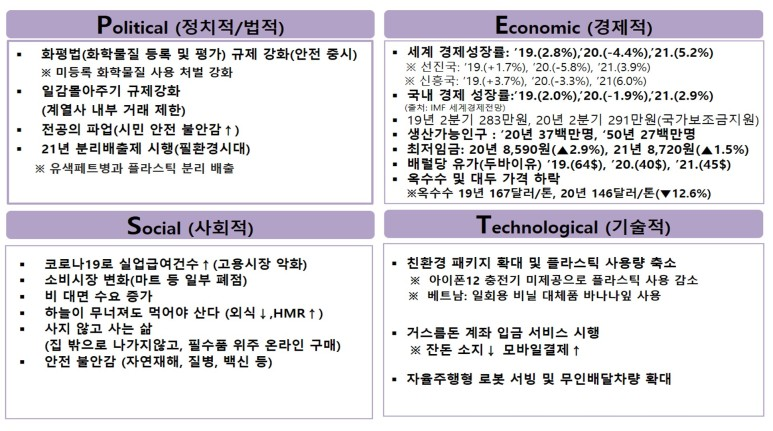 Political (정치적/법적)
▪ 화평법(화학물질 등록 및 평가) 규제 강화(안전 중시)
※ 미등록 화학물질 사용 처벌 강화
▪ 일감몰아주기 규제강화
(계열사 내부 거래 제한)
▪ 전공의 파업(시민 안전 불안감↑)
▪ 21년 분리배출제 시행(필환경시대)
※ 유색페트병과 플라스틱 분리 배출
Economic (경제적)
▪ 세계 경제성장률: ’19.(2.8%),’20.(-4.4%),’21.(5.2%)
※ 선진국: ’19.(+1.7%), ’20.(-5.8%), ’21.(3.9%)
※ 신흥국: ’19.(+3.7%), ’20.(-3.3%), ’21(6.0%)
▪ 국내 경제 성장률:’19.(2.0%),’20.(-1.9%),’21.(2.9%)
(출처: IMF 세계경제전망)
▪ 19년 2분기 283만원, 20년 2분기 291만원(국가보조금지원)
▪ 생산가능인구 : ’20년 37백만명, ’50년 27백만명
▪ 최저임금: 20년 8,590원(▲2.9%), 21년 8,720원(▲1.5%)
▪ 배럴당 유가(두바이유) ’19.(64$), ’20.(40$), ’21.(45$)
▪ 옥수수 및 대두 가격 하락
※옥수수 19년 167달러/톤, 20년 146달러/톤(▼12.6%)
Social (사회적)
▪ 코로나19로 실업급여건수↑(고용시장 악화)
▪ 소비시장 변화(마트 등 일부 폐점)
▪ 비 대면 수요 증가
▪ 하늘이 무너져도 먹어야 산다 (외식↓,HMR↑)
▪ 사지 않고 사는 삶
(집 밖으로 나가지않고, 필수품 위주 온라인 구매)
▪ 안전 불안감 (자연재해, 질병, 백신 등)
Technological (기술적)
▪ 친환경 패키지 확대 및 플라스틱 사용량 축소
※ 아이폰12 충전기 미제공으로 플라스틱 사용 감소
※ 베트남: 일회용 비닐 대체품 바나나잎 사용
▪ 거스름돈 계좌 입금 서비스 시행
※ 잔돈 소지↓ 모바일결제↑
▪ 자율주행형 로봇 서빙 및 무인배달차량 확대